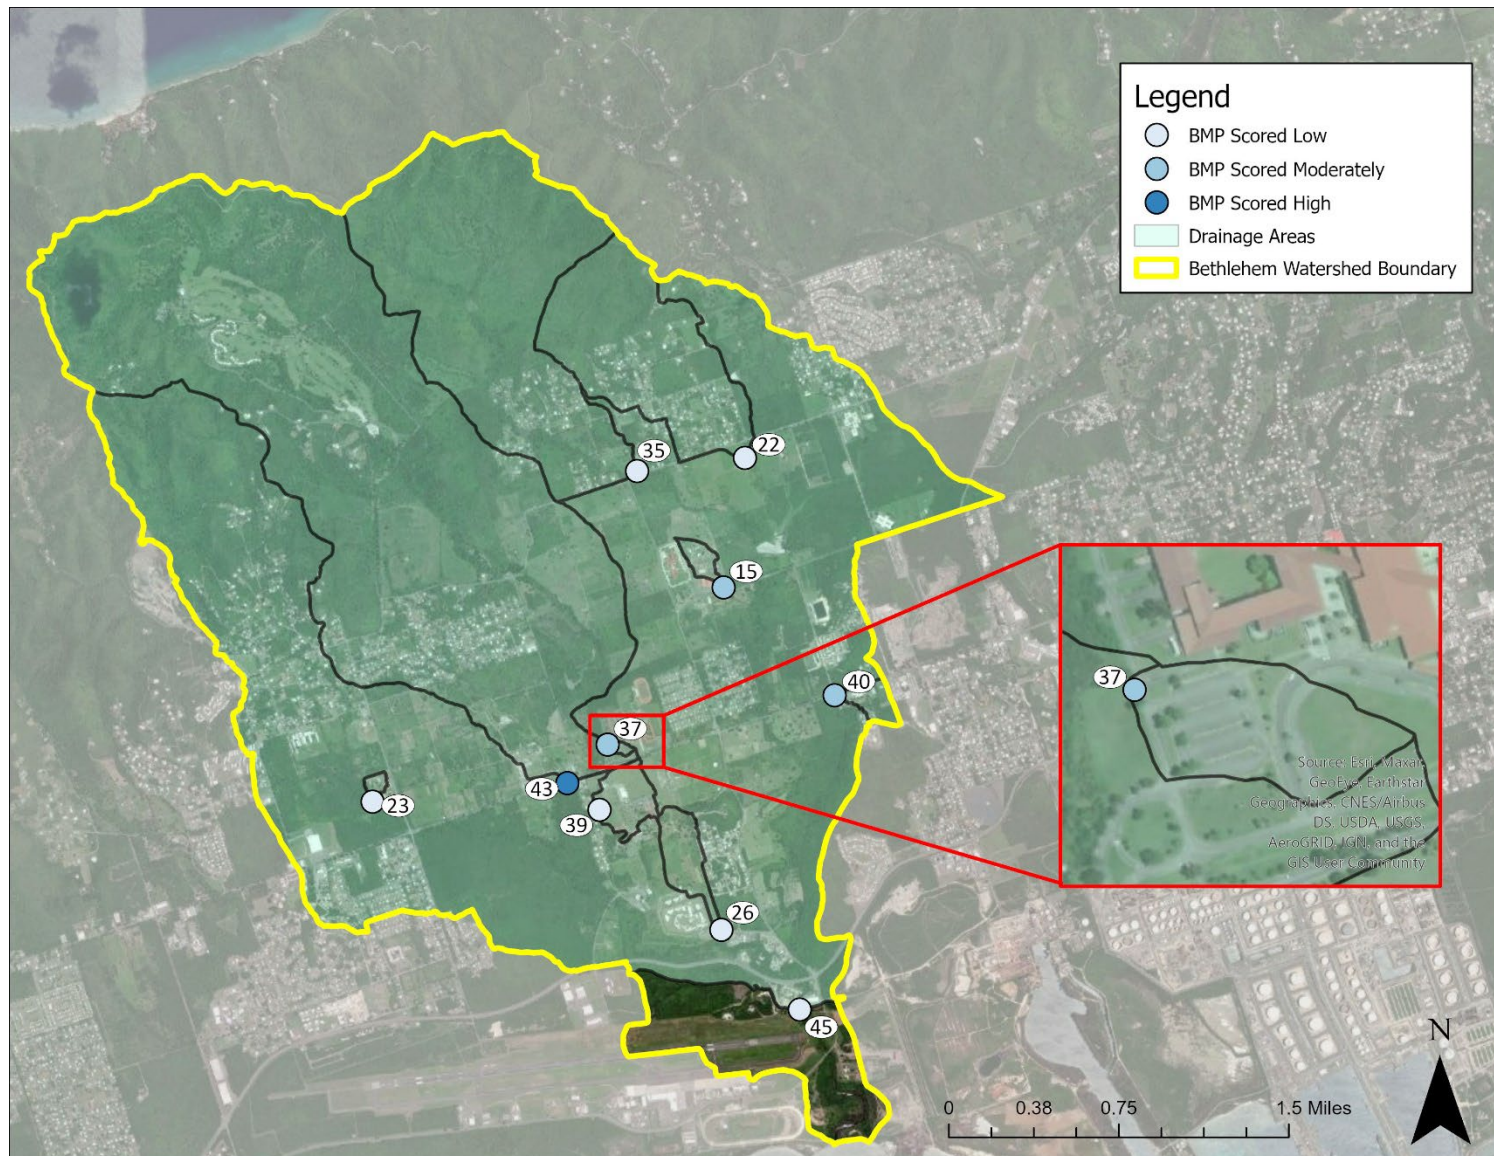 Legend
BMP Scored Low
BMP Scored Moderately
BMP Scored High
Drainage Areas
Bethlehem Watershed Boundary
35
22
15
40
37
43
39
23
26
45
37
Source: Esri, Maxar,
GeoEye, Earthstar
Geographics, CNES/Airbus
DS, USDA, USGS,
AeroGRID, IGN, and the
GIS User Community
N
0 0.38 0.75 1.5 Miles